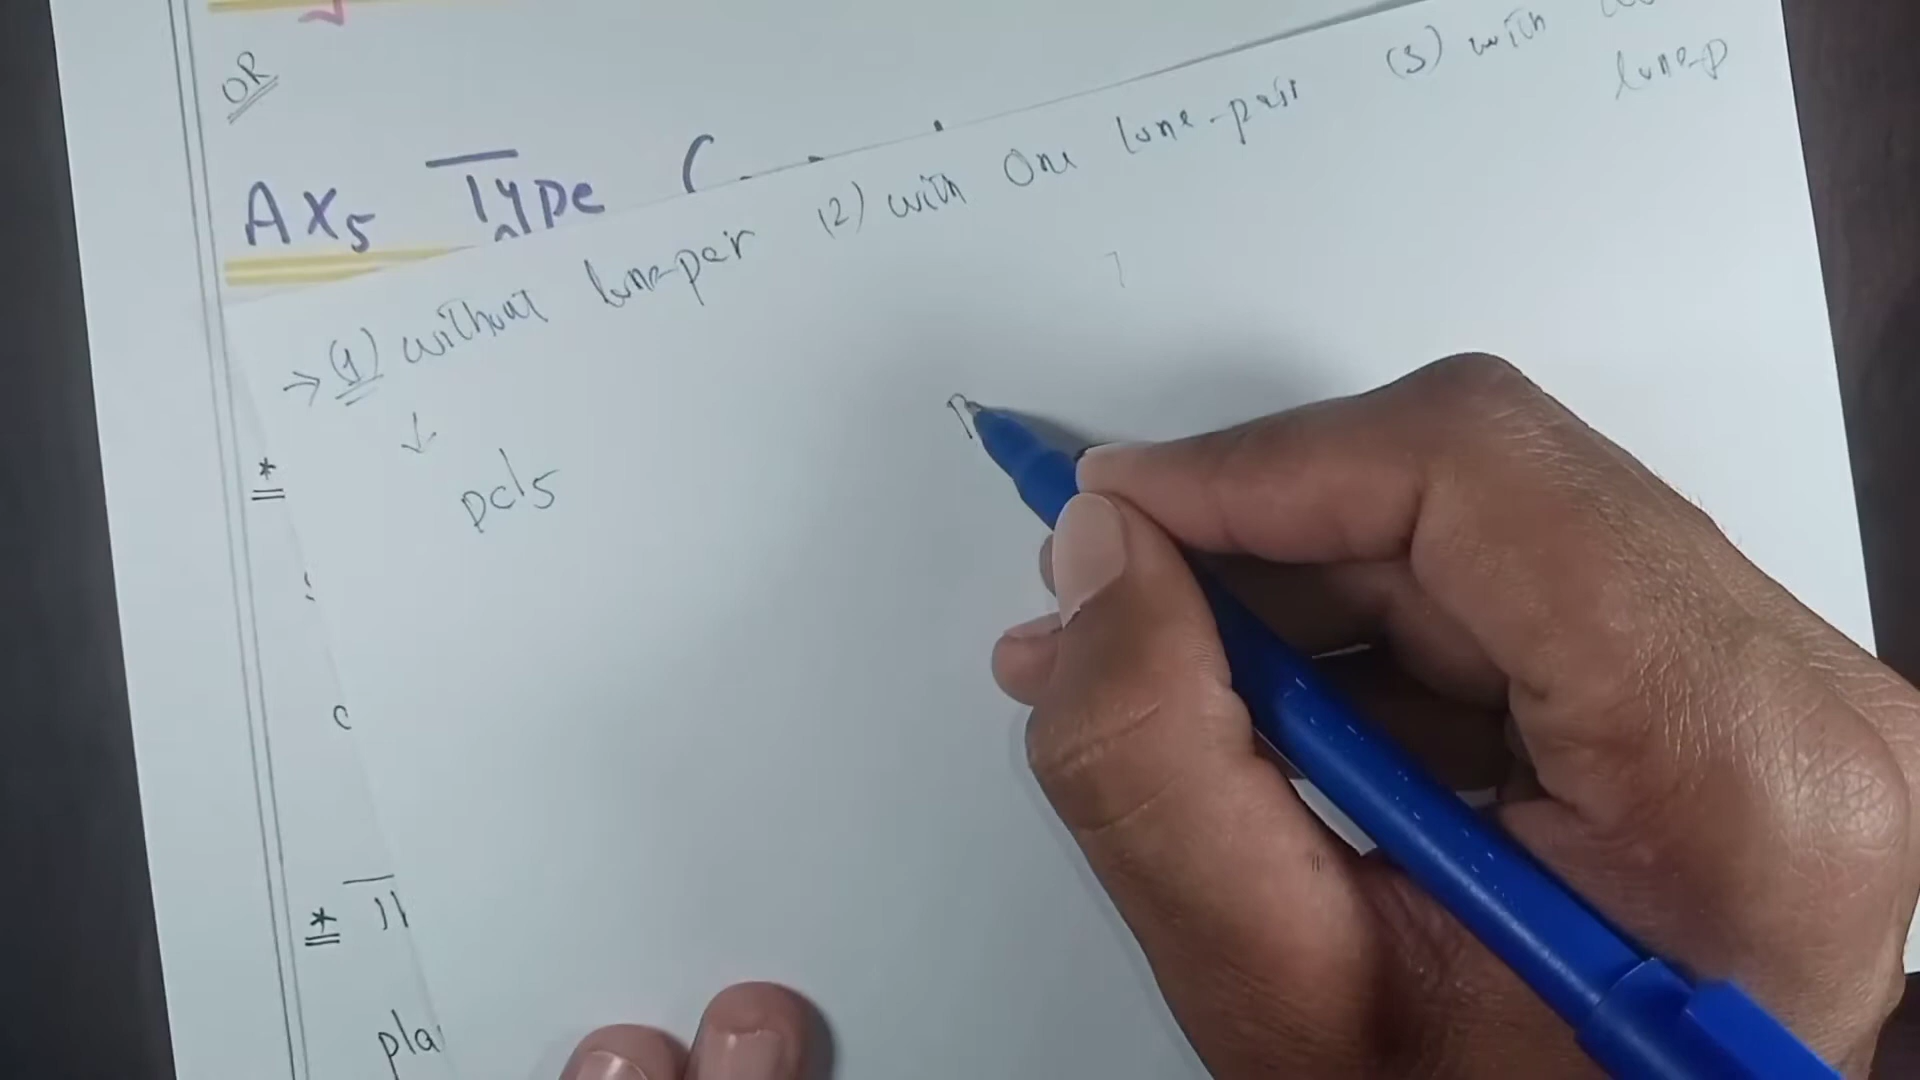 OR
AX5 Type
→ (1) without lone-pair (2) with One lone-pair (3) with
lone-p
↓
pcl5
*
c
*
pla